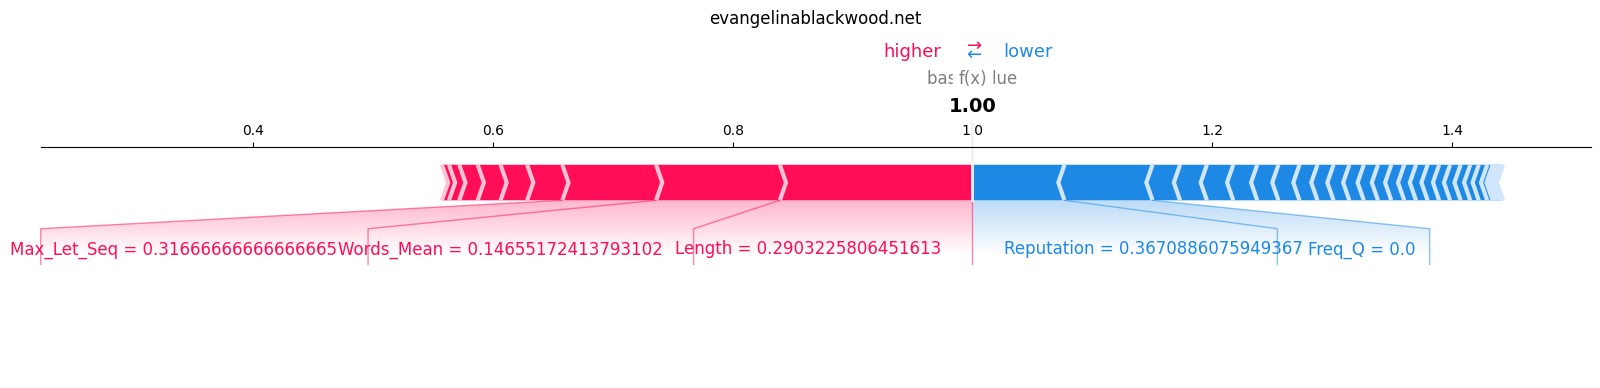 evangelinablackwood.net
higher ⇄ lower
bas f(x) lue
1.00
0.4 0.6 0.8 1 0 1.2 1.4
Max_Let_Seq = 0.31666666666666665 Words_Mean = 0.14655172413793102 Length = 0.2903225806451613 Reputation = 0.3670886075949367 Freq_Q = 0.0